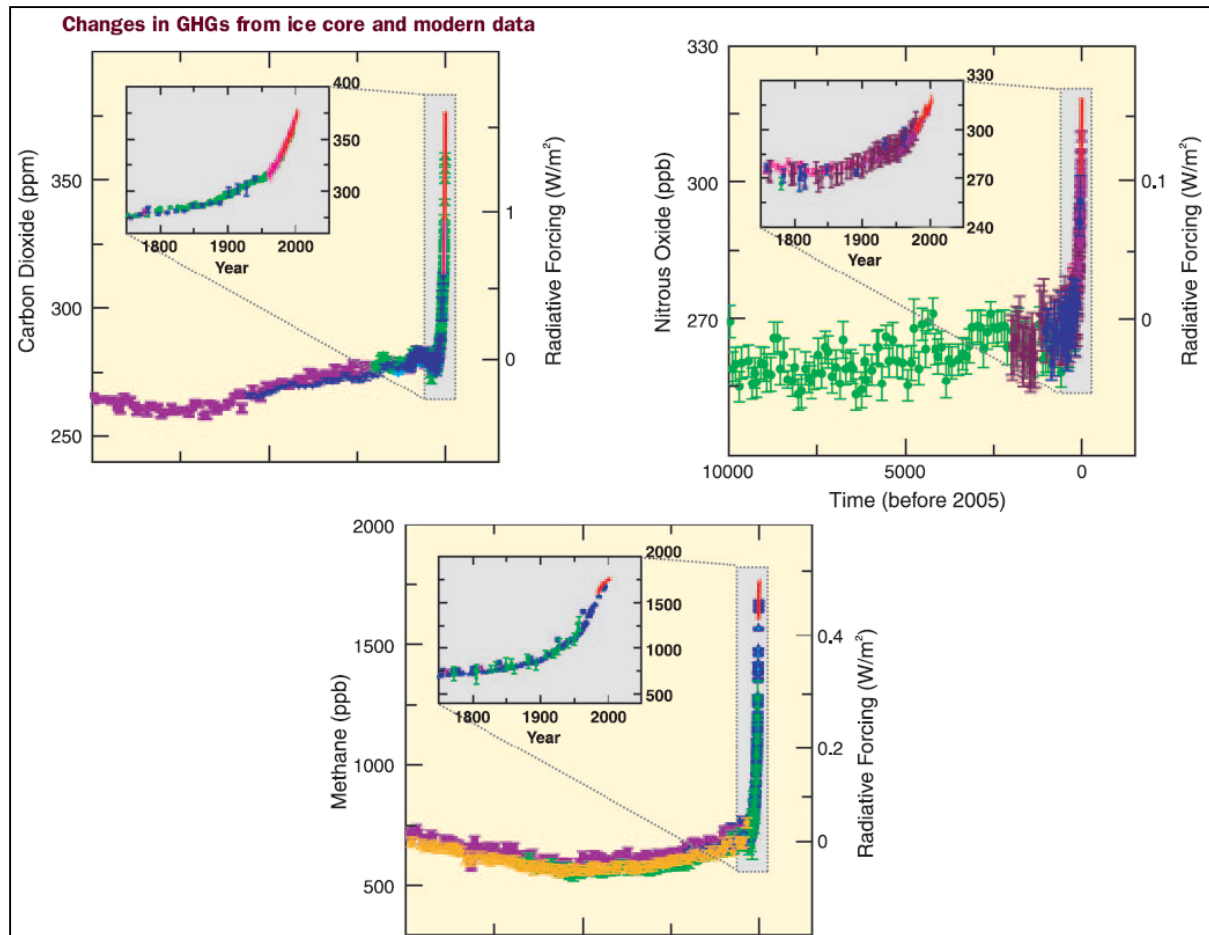 Changes in GHGs from ice core and modern data
Carbon Dioxide (ppm)
350
300
250
400
350
300
1800 1900 2000
Year
1
0
Radiative Forcing (W/m²)
Nitrous Oxide (ppb)
330
300
270
330
300
270
240
1800 1900 2000
Year
0.1
0
Radiative Forcing (W/m²)
10000 5000 0
Time (before 2005)
Methane (ppb)
2000
1500
1000
500
2000
1500
1000
500
1800 1900 2000
Year
0.4
0.2
0
Radiative Forcing (W/m²)